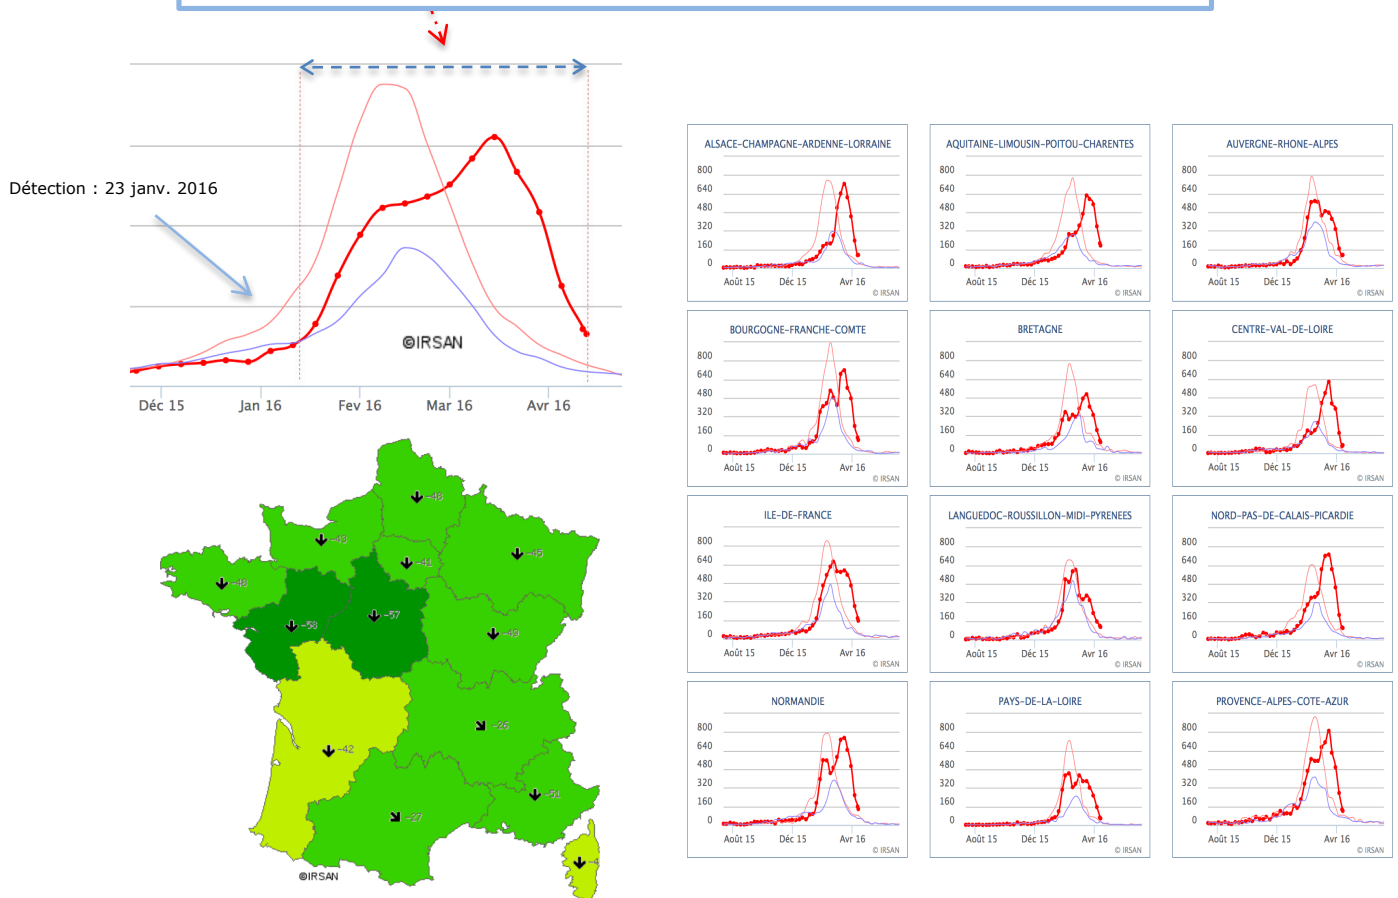 Détection : 23 janv. 2016
©IRSAN
Déc 15
Jan 16
Fev 16
Mar 16
Avr 16
-48
-43
-41
-45
-48
-58
-57
-49
-26
-42
-51
-27
-4
©IRSAN
ALSACE-CHAMPAGNE-ARDENNE-LORRAINE
800
640
480
320
160
0
Août 15
Déc 15
Avr 16
© IRSAN
AQUITAINE-LIMOUSIN-POITOU-CHARENTES
800
640
480
320
160
0
Août 15
Déc 15
Avr 16
© IRSAN
AUVERGNE-RHONE-ALPES
800
640
480
320
160
0
Août 15
Déc 15
Avr 16
© IRSAN
BOURGOGNE-FRANCHE-COMTE
800
640
480
320
160
0
Août 15
Déc 15
Avr 16
© IRSAN
BRETAGNE
800
640
480
320
160
0
Août 15
Déc 15
Avr 16
© IRSAN
CENTRE-VAL-DE-LOIRE
800
640
480
320
160
0
Août 15
Déc 15
Avr 16
© IRSAN
ILE-DE-FRANCE
800
640
480
320
160
0
Août 15
Déc 15
Avr 16
© IRSAN
LANGUEDOC-ROUSSILLON-MIDI-PYRENEES
800
640
480
320
160
0
Août 15
Déc 15
Avr 16
© IRSAN
NORD-PAS-DE-CALAIS-PICARDIE
800
640
480
320
160
0
Août 15
Déc 15
Avr 16
© IRSAN
NORMANDIE
800
640
480
320
160
0
Août 15
Déc 15
Avr 16
© IRSAN
PAYS-DE-LA-LOIRE
800
640
480
320
160
0
Août 15
Déc 15
Avr 16
© IRSAN
PROVENCE-ALPES-COTE-AZUR
800
640
480
320
160
0
Août 15
Déc 15
Avr 16
© IRSAN